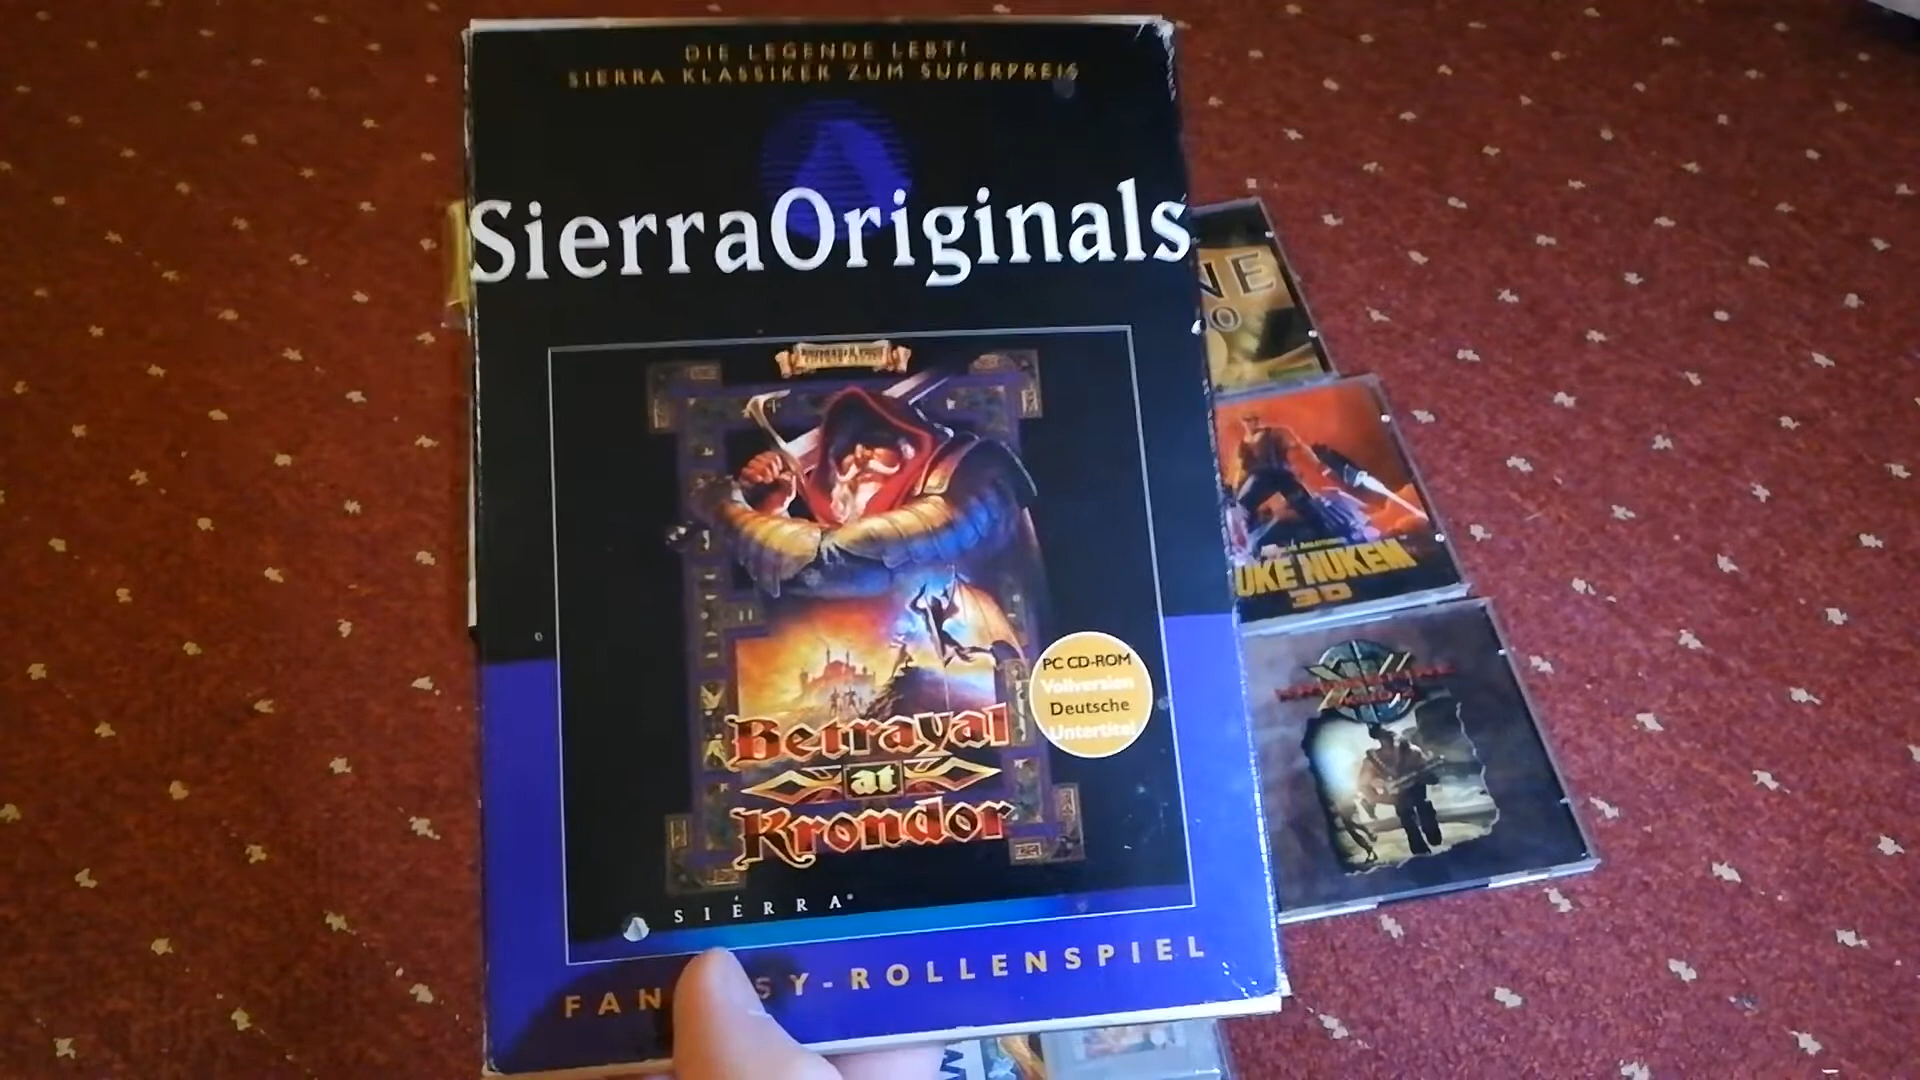 DIE LEGENDE LEBT!
SIERRA KLASSIKER ZUM SUPERPREIS
SierraOriginals
PC CD-ROM
Vollversion
Deutsche
Untertitel
Betrayal
at
Krondor
SIERRA®
FAN SY-ROLLENSPIEL
NE
UKE NUKEM
3D